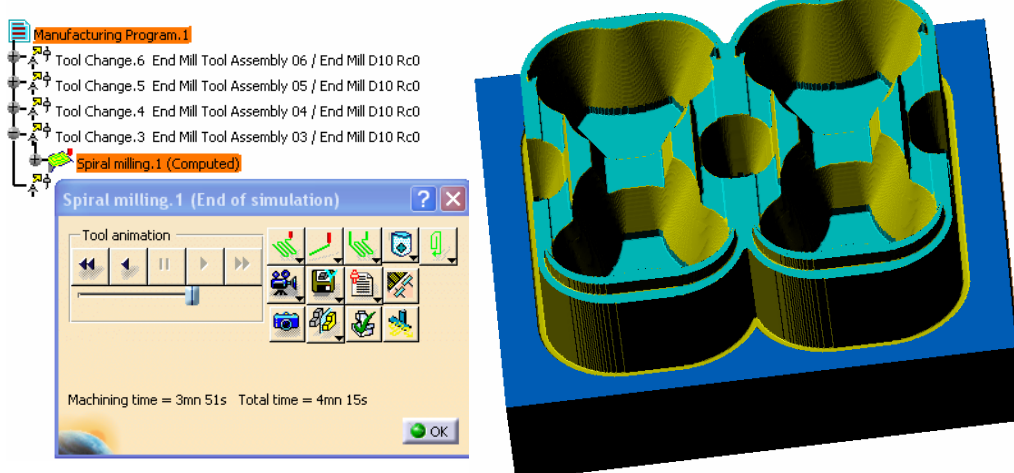 Manufacturing Program.1
Tool Change.6 End Mill Tool Assembly 06 / End Mill D10 Rc0
Tool Change.5 End Mill Tool Assembly 05 / End Mill D10 Rc0
Tool Change.4 End Mill Tool Assembly 04 / End Mill D10 Rc0
Tool Change.3 End Mill Tool Assembly 03 / End Mill D10 Rc0
Spiral milling.1 (Computed)
Spiral milling.1 (End of simulation)
Tool animation
Machining time = 3mn 51s Total time = 4mn 15s
OK